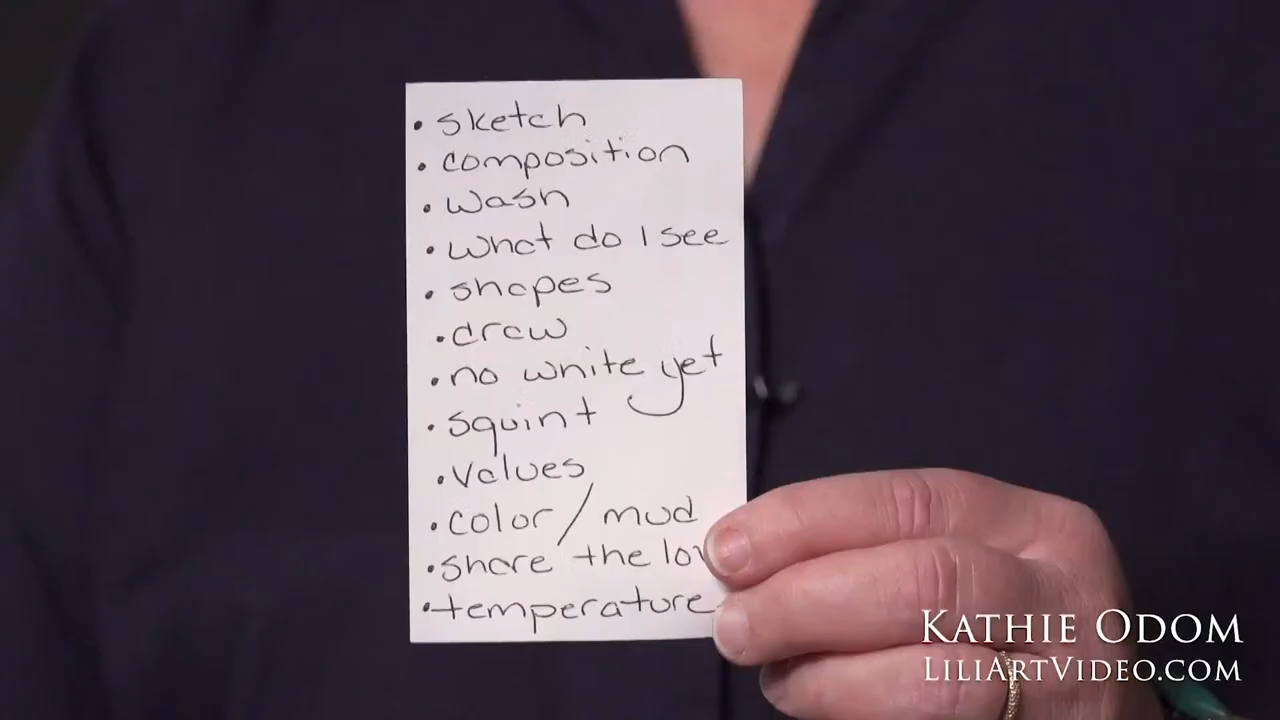 • sketch
• composition
• wash
• what do I see
• shapes
• draw
• no white yet
• squint
• values
• color/mud
• share the lov
• temperature
KATHIE ODOM
LILIARTVIDEO.COM